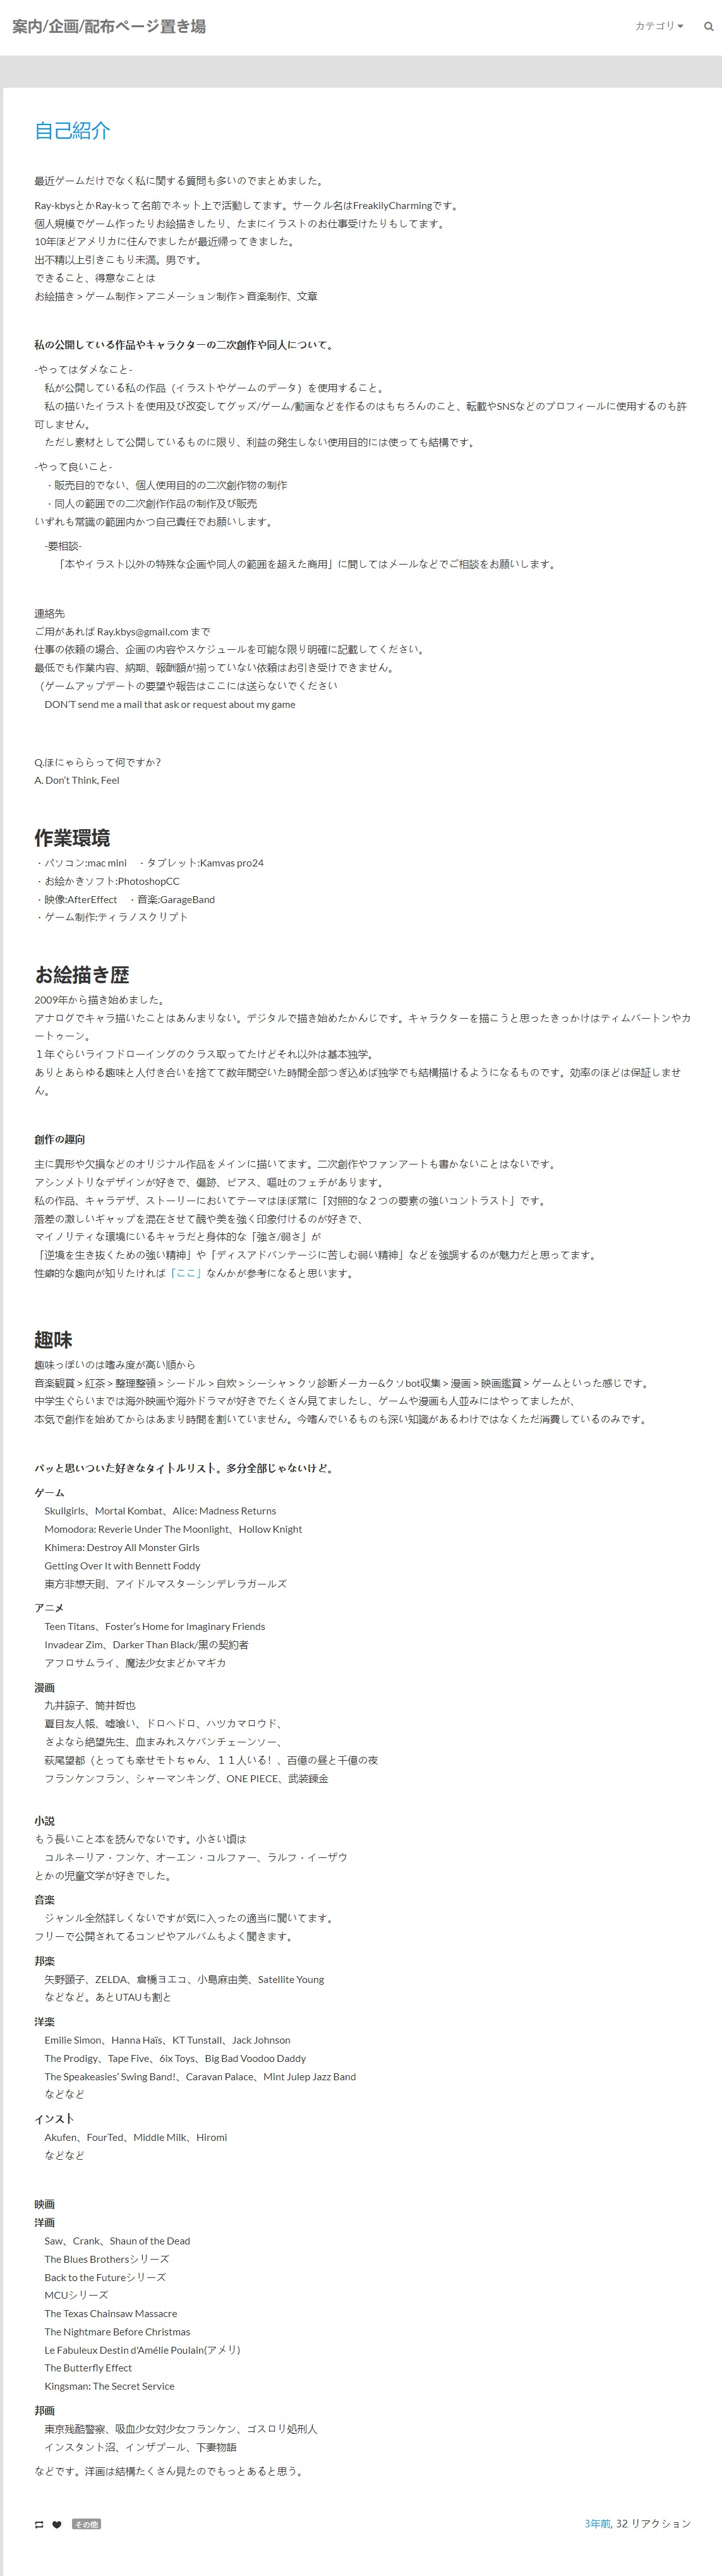 案内/企画/配布ページ置き場
カテゴリ
自己紹介
最近ゲームだけでなく私に関する質問も多いのでまとめました。
Ray-kbysとかRay-kって名前でネット上で活動してます。サークル名はFreakilyCharmingです。
個人規模でゲーム作ったりお絵描きしたり、たまにイラストのお仕事受けたりもしてます。
10年ほどアメリカに住んでましたが最近帰ってきました。
出不精以上引きこもり未満。男です。
できること、得意なことは
お絵描き > ゲーム制作 > アニメーション制作 > 音楽制作、文章
私の公開している作品やキャラクターの二次創作や同人について。
-やってはダメなこと-
私が公開している私の作品（イラストやゲームのデータ）を使用すること。
私の描いたイラストを使用及び改変してグッズ/ゲーム/動画などを作るのはもちろんのこと、転載やSNSなどのプロフィールに使用するのも許
可しません。
ただし素材として公開しているものに限り、利益の発生しない使用目的には使っても結構です。
-やって良いこと-
・販売目的でない、個人使用目的の二次創作物の制作
・同人の範囲での二次創作作品の制作及び販売
いずれも常識の範囲内かつ自己責任でお願いします。
-要相談-
「本やイラスト以外の特殊な企画や同人の範囲を超えた商用」に関してはメールなどでご相談をお願いします。
連絡先
ご用があれば Ray.kbys@gmail.com まで
仕事の依頼の場合、企画の内容やスケジュールを可能な限り明確に記載してください。
最低でも作業内容、納期、報酬額が揃っていない依頼はお引き受けできません。
（ゲームアップデートの要望や報告はここには送らないでください
DON'T send me a mail that ask or request about my game
Q.ほにゃららって何ですか？
A. Don't Think, Feel
作業環境
・パソコン:mac mini ・タブレット:Kamvas pro24
・お絵かきソフト:PhotoshopCC
・映像:AfterEffect ・音楽:GarageBand
・ゲーム制作:ティラノスクリプト
お絵描き歴
2009年から描き始めました。
アナログでキャラ描いたことはあんまりない。デジタルで描き始めたかんじです。キャラクターを描こうと思ったきっかけはティムバートンやカ
ートゥーン。
１年ぐらいライフドローイングのクラス取ってたけどそれ以外は基本独学。
ありとあらゆる趣味と人付き合いを捨てて数年間空いた時間全部つぎ込めば独学でも結構描けるようになるものです。効率のほどは保証しませ
ん。
創作の趣向
主に異形や欠損などのオリジナル作品をメインに描いてます。二次創作やファンアートも書かないことはないです。
アシンメトリなデザインが好きで、傷跡、ピアス、嘔吐のフェチがあります。
私の作品、キャラデザ、ストーリーにおいてテーマはほぼ常に「対照的な２つの要素の強いコントラスト」です。
落差の激しいギャップを混在させて醜や美を強く印象付けるのが好きで、
マイノリティな環境にいるキャラだと身体的な「強さ/弱さ」が
「逆境を生き抜くための強い精神」や「ディスアドバンテージに苦しむ弱い精神」などを強調するのが魅力だと思ってます。
性癖的な趣向が知りたければ「ここ」なんかが参考になると思います。
趣味
趣味っぽいのは嗜み度が高い順から
音楽観賞 > 紅茶 > 整理整頓 > シードル > 自炊 > シーシャ > クソ診断メーカー&クソbot収集 > 漫画 > 映画鑑賞 > ゲームといった感じです。
中学生ぐらいまでは海外映画や海外ドラマが好きでたくさん見てましたし、ゲームや漫画も人並みにはやってましたが、
本気で創作を始めてからはあまり時間を割いていません。今嗜んでいるものも深い知識があるわけではなくただ消費しているのみです。
パッと思いついた好きなタイトルリスト。多分全部じゃないけど。
ゲーム
Skullgirls、Mortal Kombat、Alice: Madness Returns
Momodora: Reverie Under The Moonlight、Hollow Knight
Khimera: Destroy All Monster Girls
Getting Over It with Bennett Foddy
東方非想天則、アイドルマスターシンデレラガールズ
アニメ
Teen Titans、Foster's Home for Imaginary Friends
Invadear Zim、Darker Than Black/黒の契約者
アフロサムライ、魔法少女まどかマギカ
漫画
九井諒子、筒井哲也
夏目友人帳、嘘喰い、ドロヘドロ、ハツカマロウド、
さよなら絶望先生、血まみれスケバンチェーンソー、
萩尾望都（とっても幸せモトちゃん、１１人いる！、百億の昼と千億の夜
フランケンフラン、シャーマンキング、ONE PIECE、武装錬金
小説
もう長いこと本を読んでないです。小さい頃は
コルネーリア・フンケ、オーエン・コルファー、ラルフ・イーザウ
とかの児童文学が好きでした。
音楽
ジャンル全然詳しくないですが気に入ったの適当に聞いてます。
フリーで公開されてるコンピやアルバムもよく聞きます。
邦楽
矢野顕子、ZELDA、倉橋ヨエコ、小島麻由美、Satellite Young
などなど。あとUTAUも割と
洋楽
Emilie Simon、Hanna Haïs、KT Tunstall、Jack Johnson
The Prodigy、Tape Five、6ix Toys、Big Bad Voodoo Daddy
The Speakeasies' Swing Band!、Caravan Palace、Mint Julep Jazz Band
などなど
インスト
Akufen、FourTed、Middle Milk、Hiromi
などなど
映画
洋画
Saw、Crank、Shaun of the Dead
The Blues Brothersシリーズ
Back to the Futureシリーズ
MCUシリーズ
The Texas Chainsaw Massacre
The Nightmare Before Christmas
Le Fabuleux Destin d'Amélie Poulain(アメリ)
The Butterfly Effect
Kingsman: The Secret Service
邦画
東京残酷警察、吸血少女対少女フランケン、ゴスロリ処刑人
インスタント沼、インザプール、下妻物語
などです。洋画は結構たくさん見たのでもっとあると思う。
その他
3年前, 32 リアクション